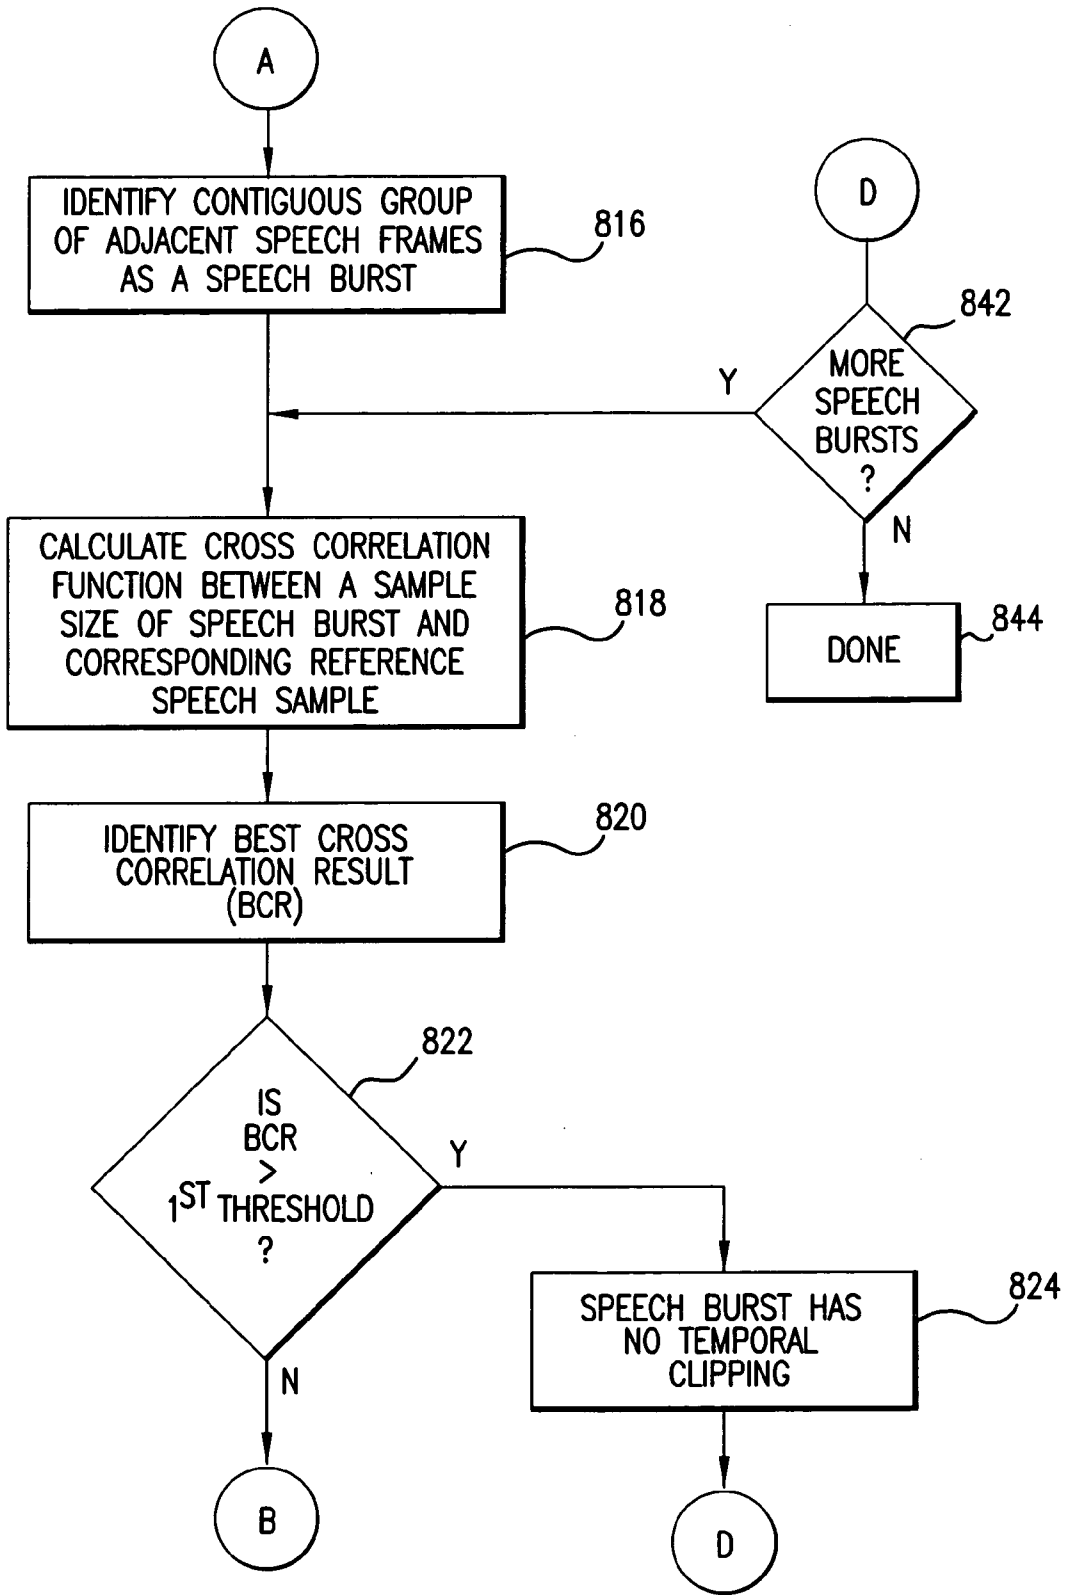 A
IDENTIFY CONTIGUOUS GROUP
OF ADJACENT SPEECH FRAMES
AS A SPEECH BURST
816
D
842
MORE
SPEECH
BURSTS
?
Y
N
CALCULATE CROSS CORRELATION
FUNCTION BETWEEN A SAMPLE
SIZE OF SPEECH BURST AND
CORRESPONDING REFERENCE
SPEECH SAMPLE
818
DONE
844
IDENTIFY BEST CROSS
CORRELATION RESULT
(BCR)
820
822
IS
BCR
>
1ST THRESHOLD
?
Y
N
SPEECH BURST HAS
NO TEMPORAL
CLIPPING
824
B
D